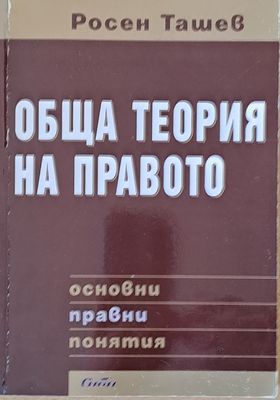 Росен Ташев
ОБЩА ТЕОРИЯ
НА ПРАВОТО
основни
правни
понятия
Сиби